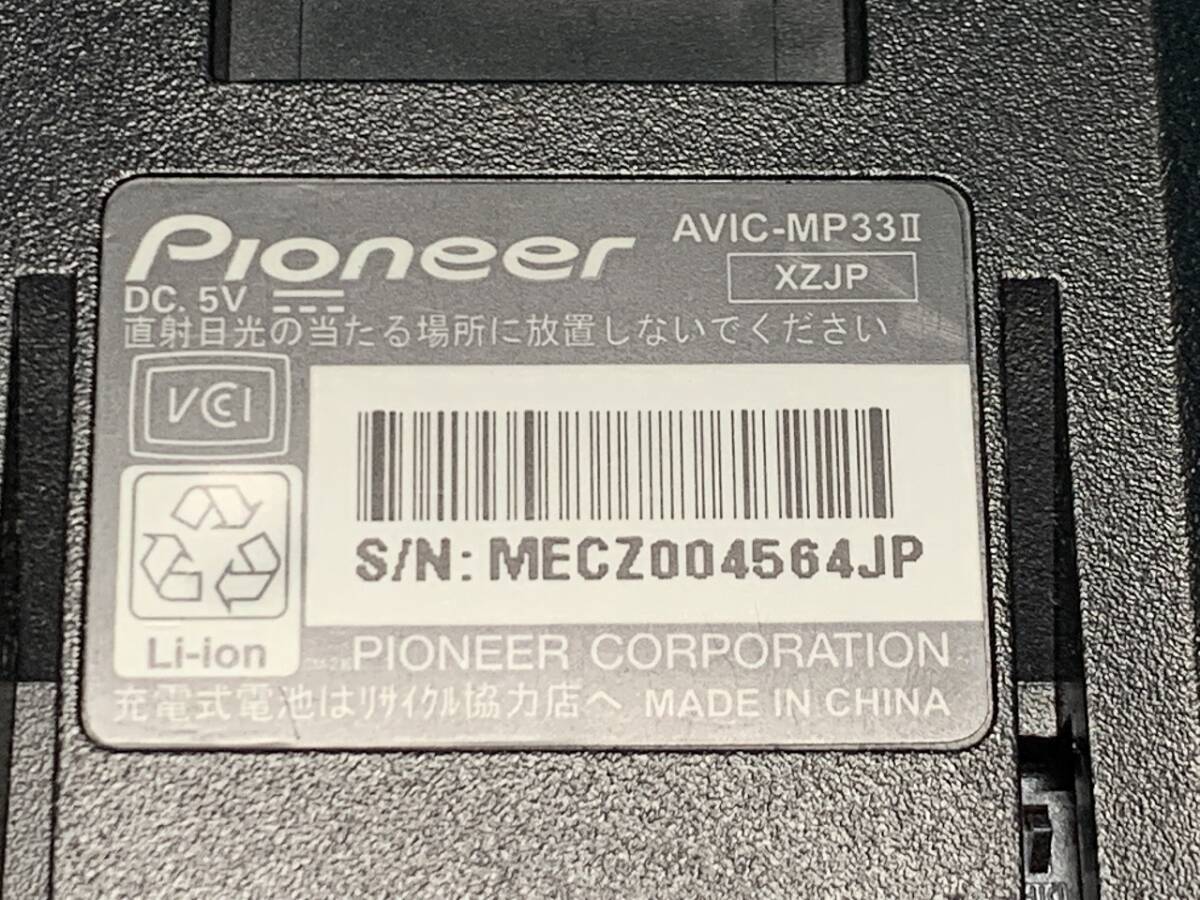 Pioneer
AVIC-MP33Ⅱ
XZJP
DC. 5V
直射日光の当たる場所に放置しないでください
VCCI
S/N: MECZ004564JP
Li-ion
PIONEER CORPORATION
充電式電池はリサイクル協力店へ MADE IN CHINA